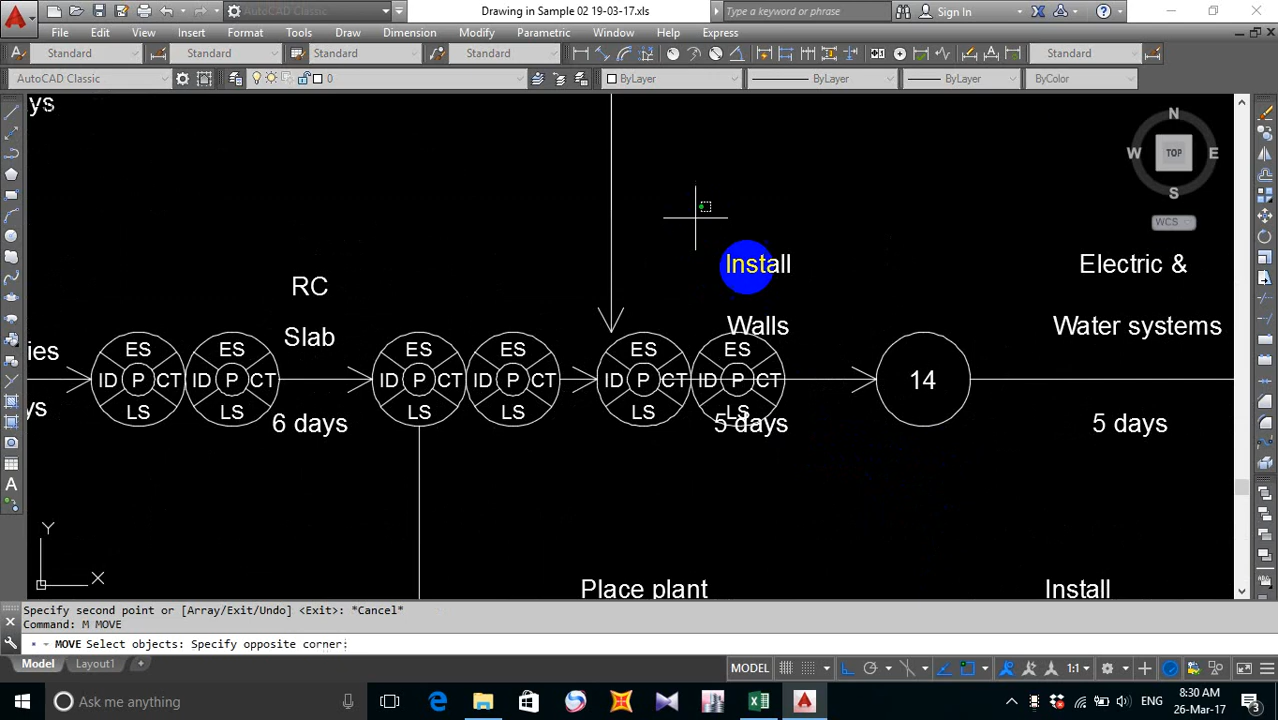 AutoCAD Classic
Drawing in Sample 02 19-03-17.xls
Type a keyword or phrase
Sign In
File Edit View Insert Format Tools Draw Dimension Modify Parametric Window Help Express
Standard Standard Standard Standard Standard
AutoCAD Classic 0 ByLayer ByLayer ByLayer ByColor
ys
N
W TOP E
S
WCS
Install
Electric &
RC
Slab
Walls
Water systems
ies
ES ES ES ES ES ES
ID P CT ID P CT ID P CT ID P CT ID P CT ID P CT 14
LS LS LS LS LS LS
ys
6 days
5 days
5 days
Y
X
Place plant
Install
Specify second point or [Array/Exit/Undo] <Exit>: *Cancel*
Command: M MOVE
MOVE Select objects: Specify opposite corner:
Model Layout1 +
MODEL 1:1
Ask me anything
ENG
8:30 AM
26-Mar-17
3